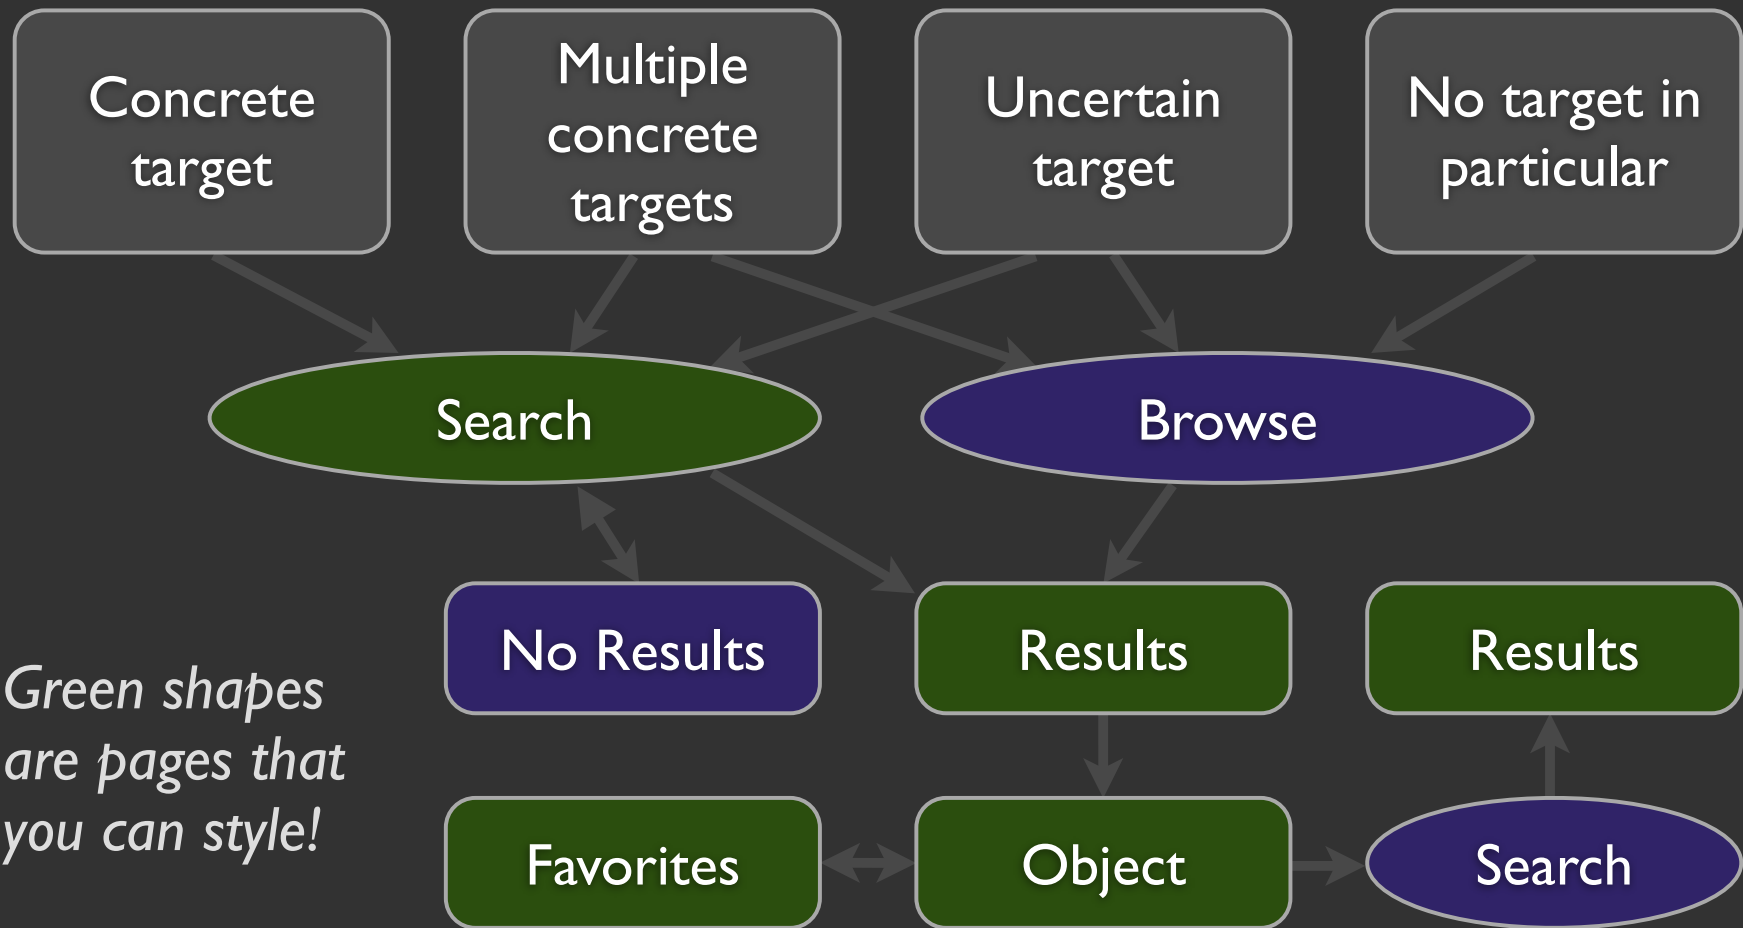 Concrete
target
Multiple
concrete
targets
Uncertain
target
No target in
particular
Search
Browse
No Results
Results
Results
Green shapes
are pages that
you can style!
Favorites
Object
Search